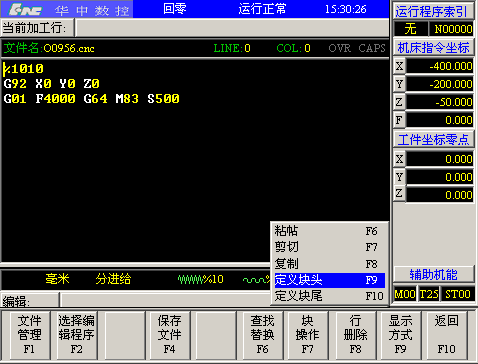 HNC 华中数控 回零 运行正常 15:30:26
运行程序索引
当前加工行:
无 N00000
文件名:O0956.cnc LINE:0 COL:0 OVR CAPS
机床指令坐标
%1010
G92 X0 Y0 Z0
G01 F4000 G64 M83 S500
X -400.000
Y -200.000
Z -50.000
F 0.000
工件坐标零点
X 0.000
Y 0.000
Z 0.000
粘帖 F6
剪切 F7
复制 F8
定义块头 F9
定义块尾 F10
辅助机能
毫米 分进给 %10
M00 T25 ST00
编辑:
文件管理 F1
选择编辑程序 F2
保存文件 F4
查找替换 F6
块操作 F7
行删除 F8
显示方式 F9
返回 F10